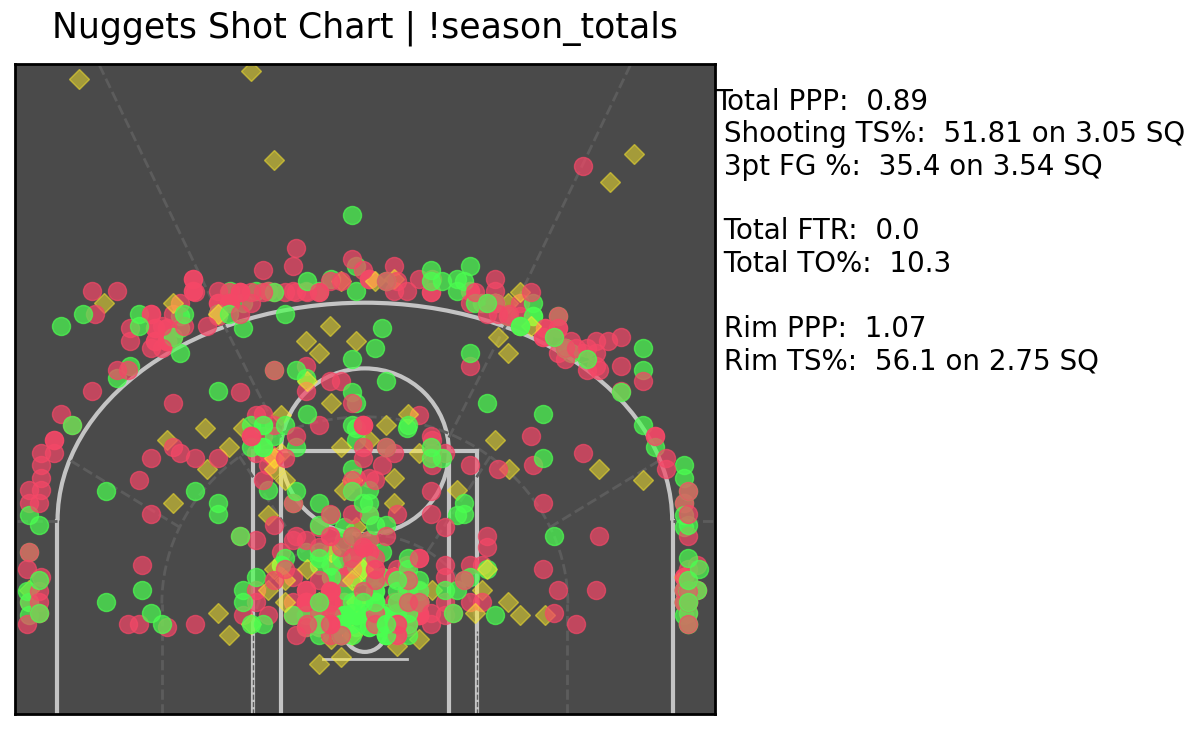 Nuggets Shot Chart | !season_totals
Total PPP: 0.89
Shooting TS%: 51.81 on 3.05 SQ
3pt FG %: 35.4 on 3.54 SQ
Total FTR: 0.0
Total TO%: 10.3
Rim PPP: 1.07
Rim TS%: 56.1 on 2.75 SQ